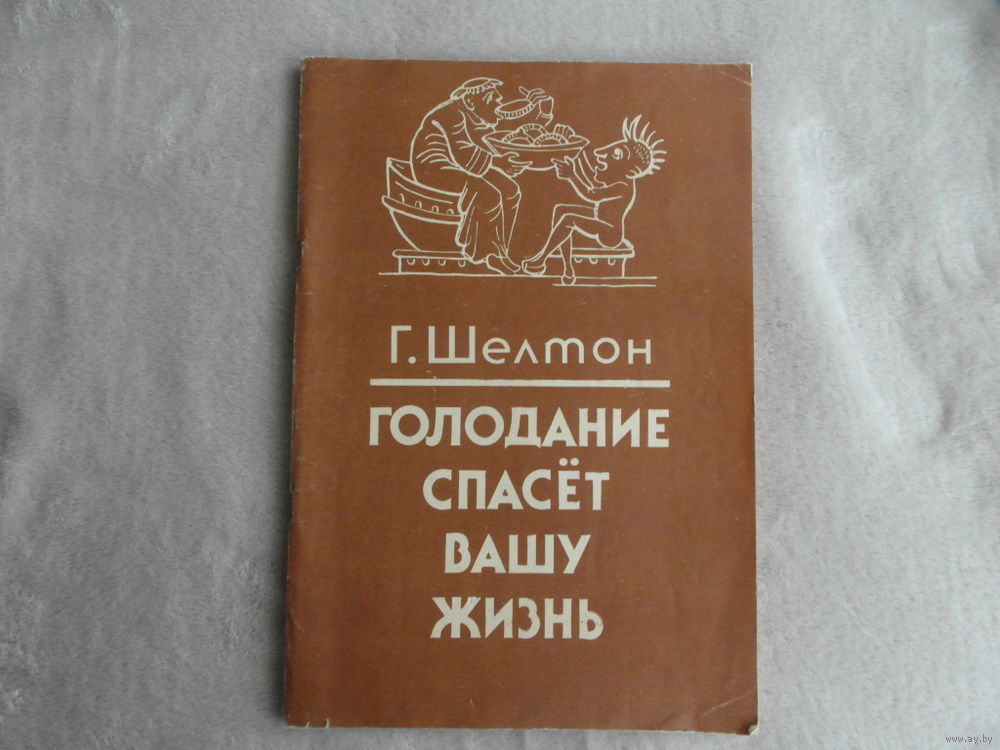 Г. Шелтон
ГОЛОДАНИЕ
СПАСЁТ
ВАШУ
ЖИЗНЬ
www.ay.by